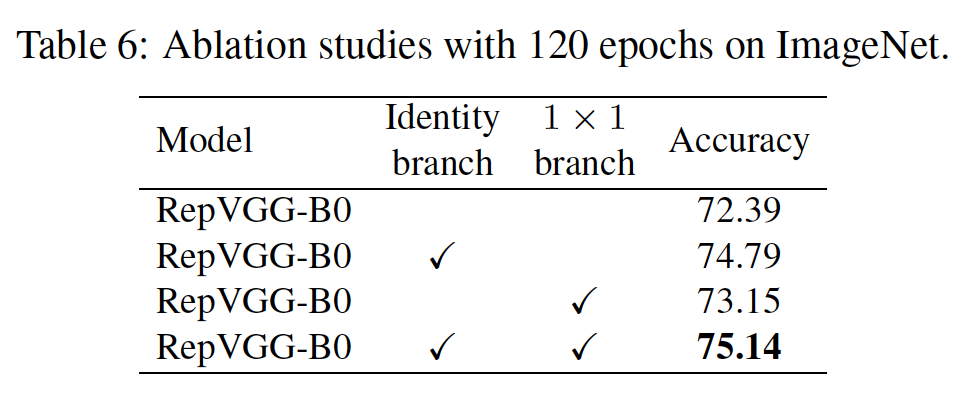 Table 6: Ablation studies with 120 epochs on ImageNet.
Model Identity branch 1 × 1 branch Accuracy
RepVGG-B0 72.39
RepVGG-B0 ✓ 74.79
RepVGG-B0 ✓ 73.15
RepVGG-B0 ✓ ✓ 75.14